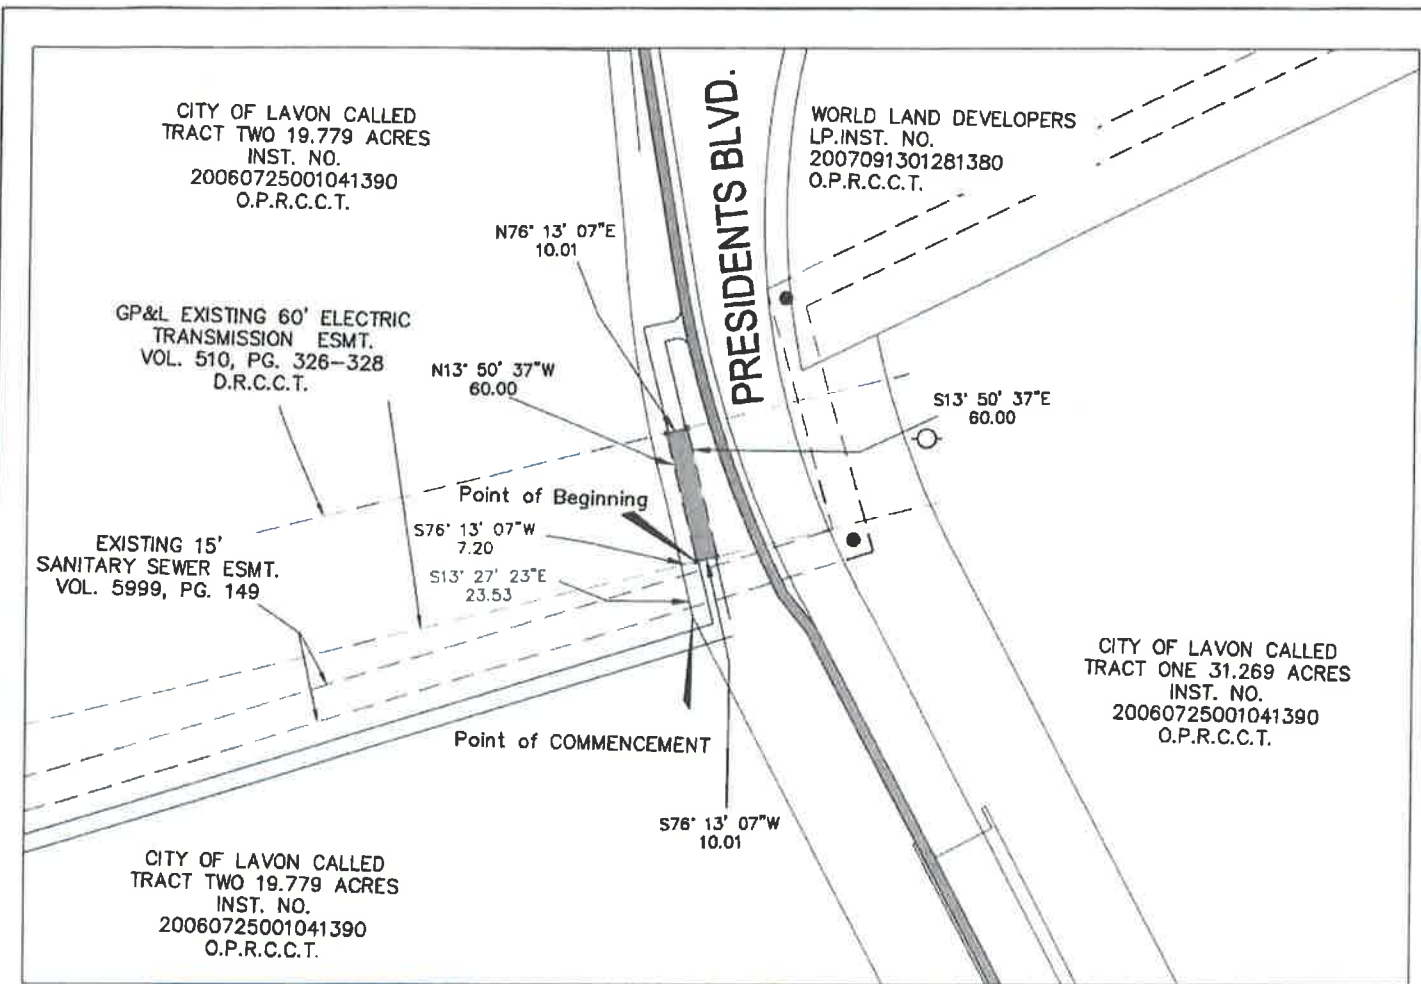 CITY OF LAVON CALLED
TRACT TWO 19.779 ACRES
INST. NO.
20060725001041390
O.P.R.C.C.T.
PRESIDENTS BLVD.
WORLD LAND DEVELOPERS
LP.INST. NO.
2007091301281380
O.P.R.C.C.T.
N76° 13' 07"E
10.01
GP&L EXISTING 60' ELECTRIC
TRANSMISSION ESMT.
VOL. 510, PG. 326-328
D.R.C.C.T.
N13° 50' 37"W
60.00
S13° 50' 37"E
60.00
Point of Beginning
S76° 13' 07"W
7.20
S13° 27' 23"E
23.53
EXISTING 15'
SANITARY SEWER ESMT.
VOL. 5999, PG. 149
CITY OF LAVON CALLED
TRACT ONE 31.269 ACRES
INST. NO.
20060725001041390
O.P.R.C.C.T.
Point of COMMENCEMENT
S76° 13' 07"W
10.01
CITY OF LAVON CALLED
TRACT TWO 19.779 ACRES
INST. NO.
20060725001041390
O.P.R.C.C.T.